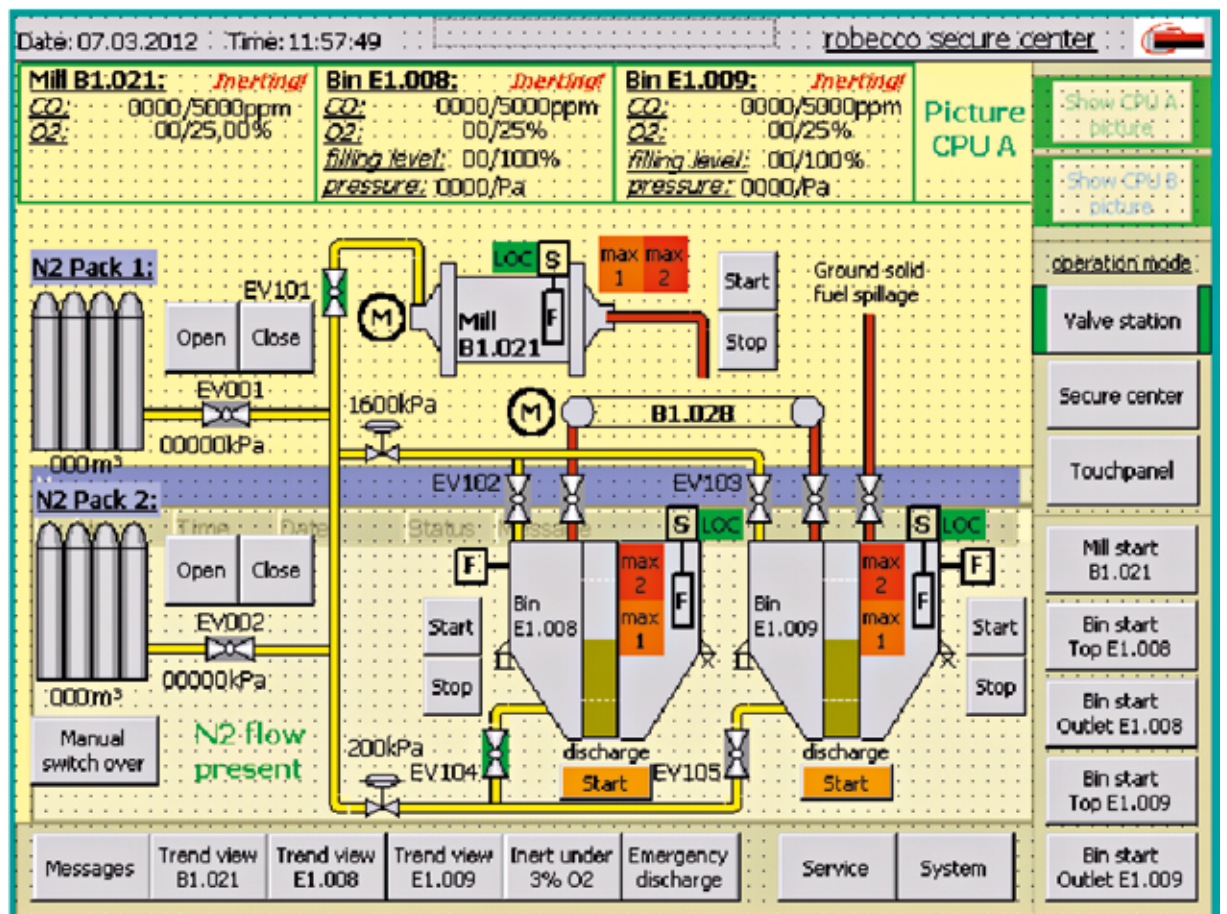 Date: 07.03.2012 Time: 11:57:49 robecco secure center
Mill B1.021: Inerting!
CO: 0000/5000ppm
O2: 00/25,00%
Bin E1.008: Inerting!
CO: 0000/5000ppm
O2: 00/25%
filling level: 00/100%
pressure: 0000/Pa
Bin E1.009: Inerting!
CO: 0000/5000ppm
O2: 00/25%
filling level: 00/100%
pressure: 0000/Pa
Picture
CPU A
Show CPU A
picture
Show CPU B
picture
operation mode
Valve station
Secure center
Touchpanel
Mill start
B1.021
Bin start
Top E1.008
Bin start
Outlet E1.008
Bin start
Top E1.009
Bin start
Outlet E1.009
N2 Pack 1:
EV101
Open Close
EV001
00000kPa
000m³
M
LOC S
F
Mill
B1.021
max
1
max
2
Start
Stop
Ground solid
fuel spillage
1600kPa
M
B1.028
N2 Pack 2:
Time Date Status Message
EV102
EV103
Open Close
EV002
00000kPa
000m³
F
S LOC
F
Bin
E1.008
max
2
max
1
Start
Stop
S LOC
F
F
Bin
E1.009
max
2
max
1
Start
Stop
Manual
switch over
N2 flow
present
200kPa
EV104
discharge
Start
EV105
discharge
Start
Messages
Trend view
B1.021
Trend view
E1.008
Trend view
E1.009
Inert under
3% O2
Emergency
discharge
Service
System